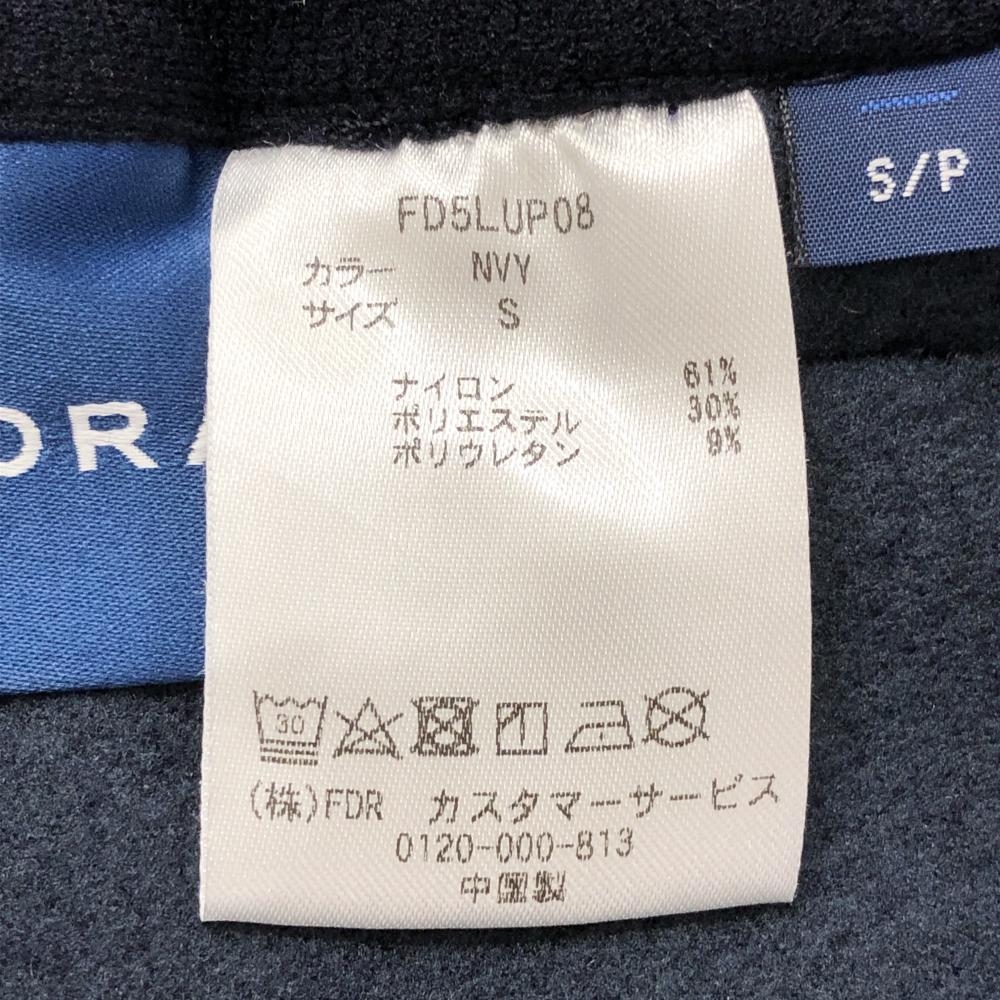 FD5LUP08
カラー NVY
サイズ S
ナイロン 61%
ポリエステル 30%
ポリウレタン 9%
30
(株)FDR カスタマーサービス
0120-000-813
中国製
S/P
DRA